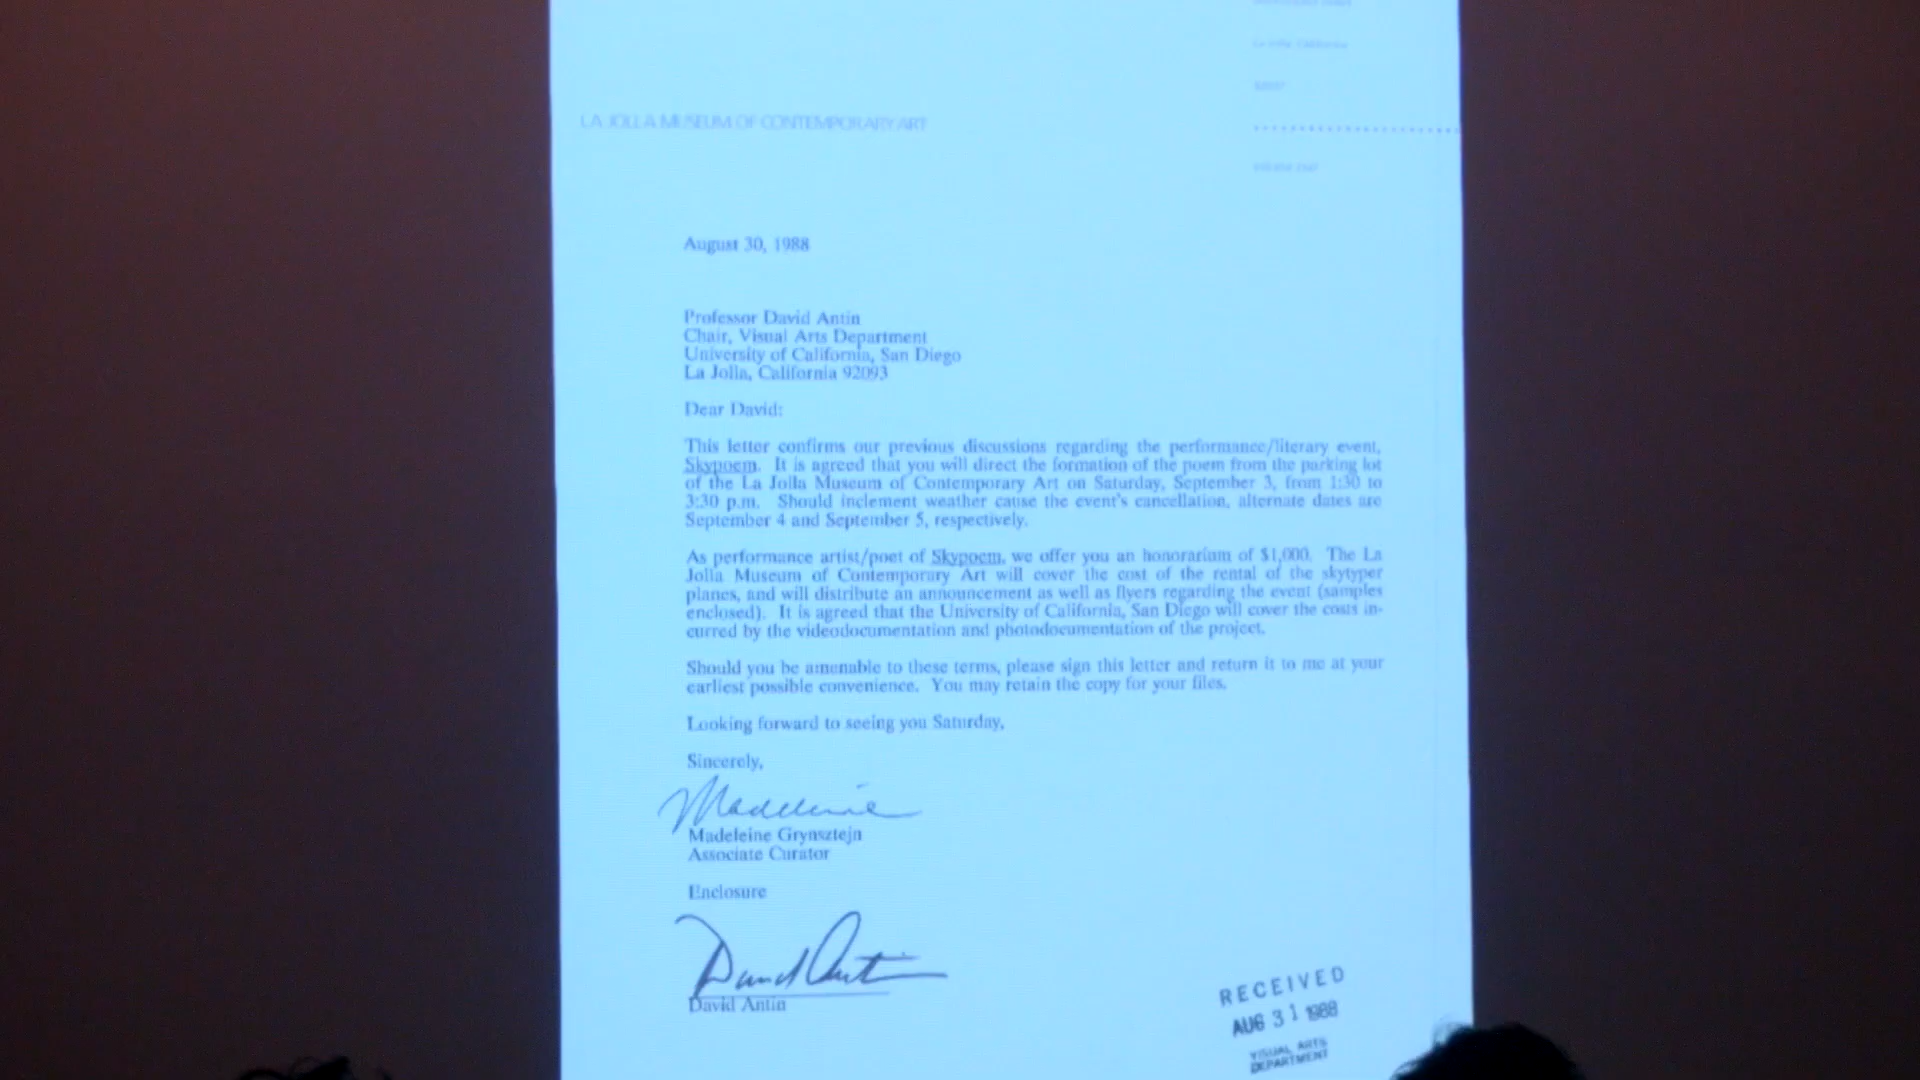 La Jolla California
LA JOLLA MUSEUM OF CONTEMPORARY ART
August 30, 1988
Professor David Antin
Chair, Visual Arts Department
University of California, San Diego
La Jolla, California 92093
Dear David:
This letter confirms our previous discussions regarding the performance/literary event,
Skypoem. It is agreed that you will direct the formation of the poem from the parking lot
of the La Jolla Museum of Contemporary Art on Saturday, September 3, from 1:30 to
3:30 p.m. Should inclement weather cause the event's cancellation, alternate dates are
September 4 and September 5, respectively.
As performance artist/poet of Skypoem, we offer you an honorarium of $1,000. The La
Jolla Museum of Contemporary Art will cover the cost of the rental of the skytyper
planes, and will distribute an announcement as well as flyers regarding the event (samples
enclosed). It is agreed that the University of California, San Diego will cover the costs in-
curred by the videodocumentation and photodocumentation of the project.
Should you be amenable to these terms, please sign this letter and return it to me at your
earliest possible convenience. You may retain the copy for your files.
Looking forward to seeing you Saturday,
Sincerely,
Madeleine
Madeleine Grynsztejn
Associate Curator
Enclosure
David Antin
David Antin
RECEIVED
AUG 31 1988
VISUAL ARTS
DEPARTMENT